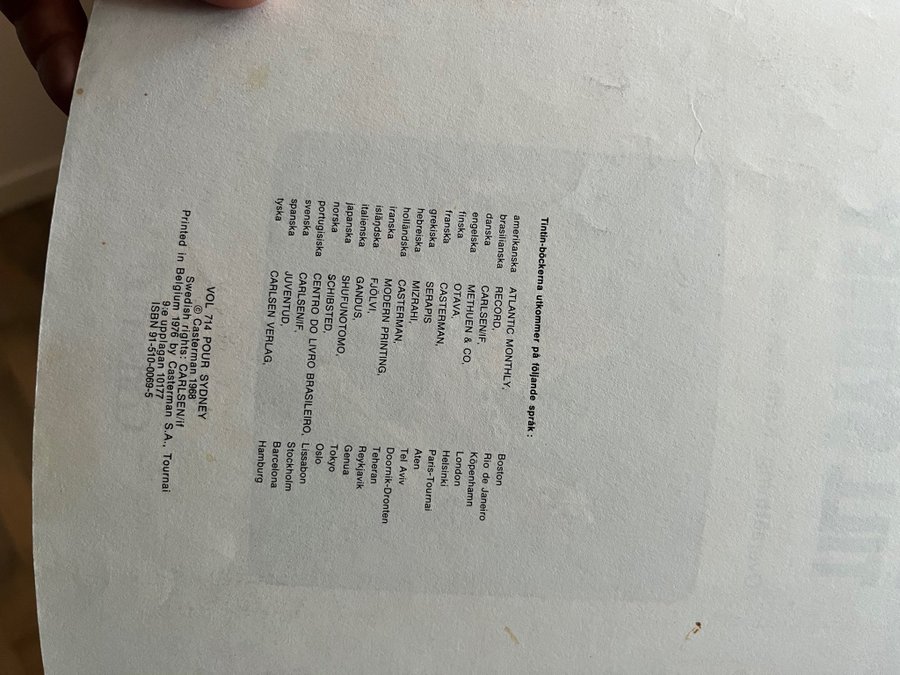 Tintin-böckerna utkommer på följande språk :
amerikanska ATLANTIC MONTHLY, Boston
brasilianska RECORD, Rio de Janeiro
danska CARLSEN/IF, Köpenhamn
engelska METHUEN & CO, London
finska OTAVA, Helsinki
franska CASTERMAN, Paris-Tournai
grekiska SERAPIS Aten
hebreiska MIZRAHI, Tel Aviv
holländska CASTERMAN, Doornik-Dronten
iranska MODERN PRINTING, Teheran
isländska FJÖLVI, Reykjavik
italienska GANDUS, Genua
japanska SHUFUNOTOMO, Tokyo
norska SCHIBSTED, Oslo
portugisiska CENTRO DO LIVRO BRASILEIRO, Lissabon
svenska CARLSEN/IF, Stockholm
spanska JUVENTUD, Barcelona
tyska CARLSEN VERLAG, Hamburg
VOL 714 POUR SYDNEY
© Casterman 1968
Swedish rights: CARLSEN/if
Printed in Belgium 1976 by Casterman S.A., Tournai
9:e upplagan 10177
ISBN 91-510-0069-5